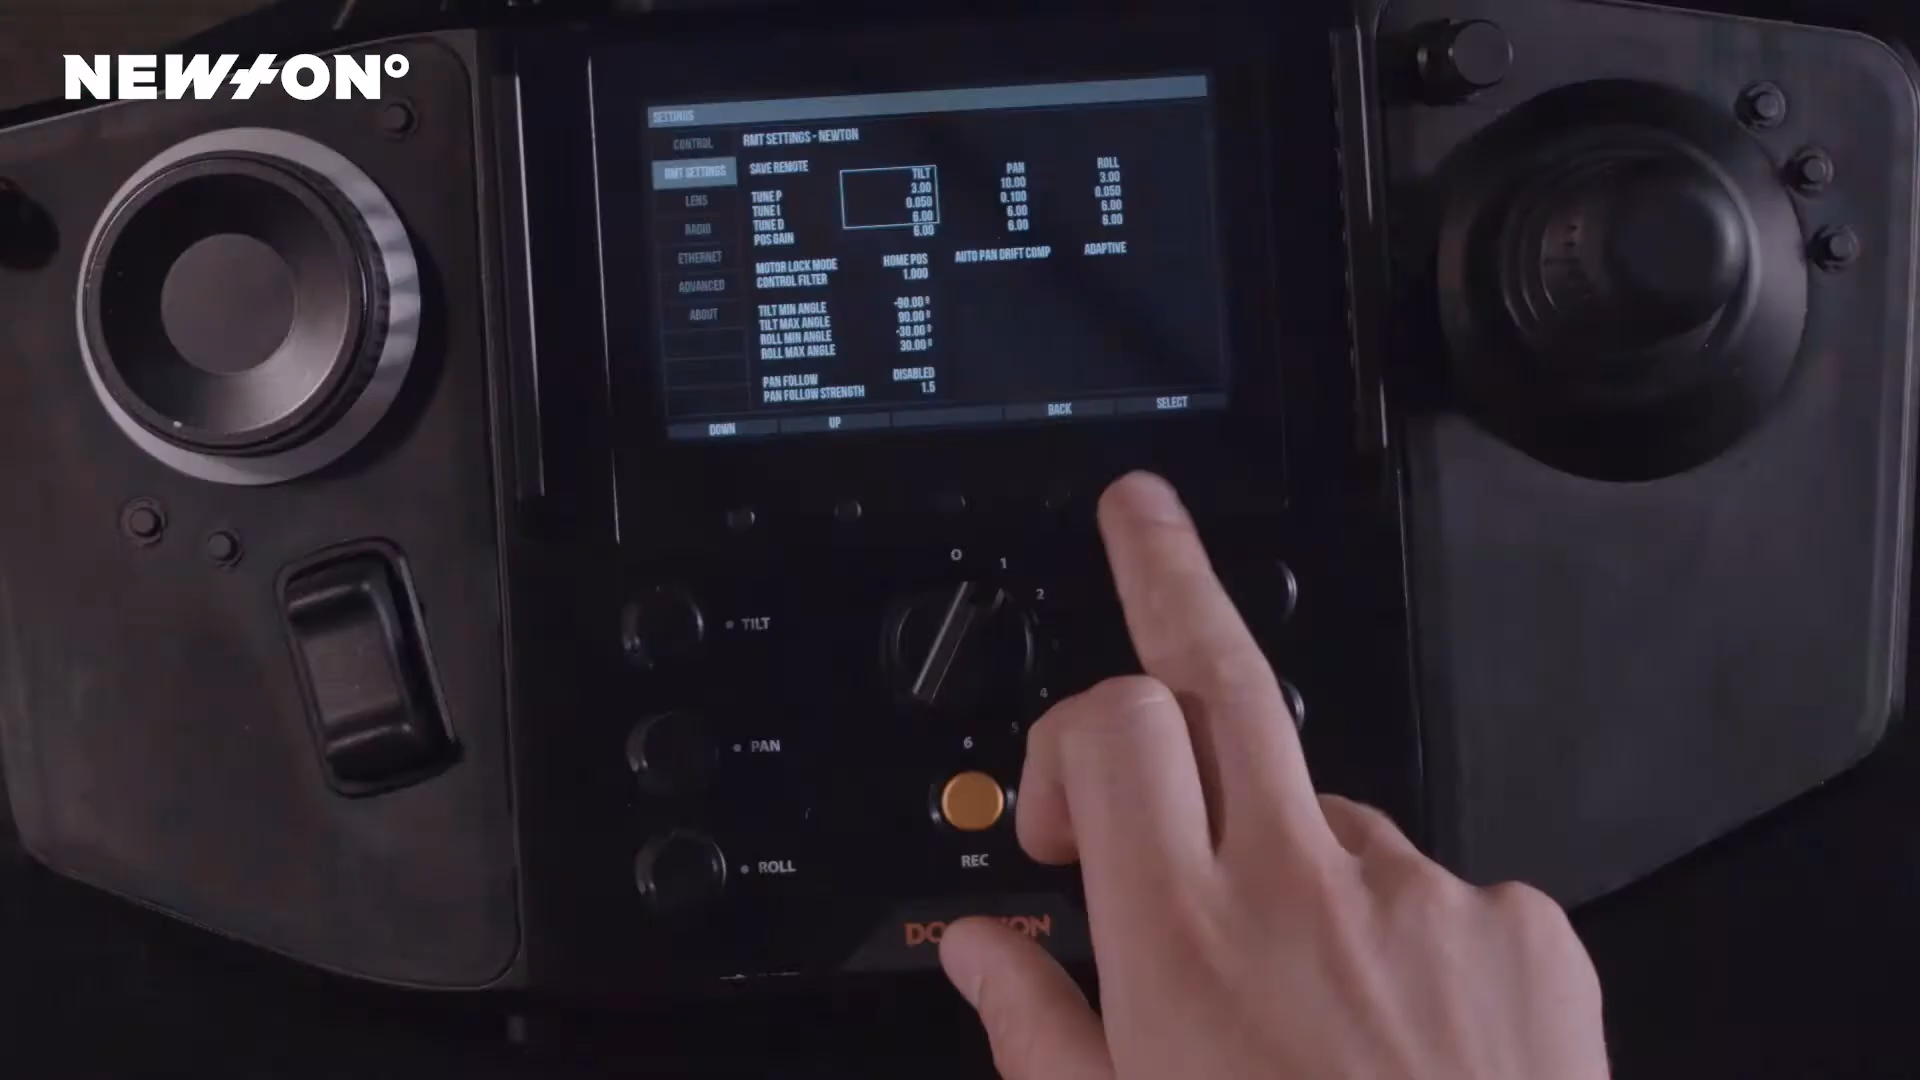 NEWTON°
SETTINGS
CONTROL
RMT SETTINGS
LENS
RADIO
ETHERNET
ADVANCED
ABOUT
RMT SETTINGS - NEWTON
SAVE REMOTE TILT PAN ROLL
TUNE P 3.00 10.00 3.00
TUNE I 0.050 0.100 0.050
TUNE D 6.00 6.00 6.00
POS GAIN 6.00 6.00 6.00
MOTOR LOCK MODE HOME POS AUTO PAN DRIFT COMP ADAPTIVE
CONTROL FILTER 1.000
TILT MIN ANGLE -90.00 º
TILT MAX ANGLE 90.00 º
ROLL MIN ANGLE -30.00 º
ROLL MAX ANGLE 30.00 º
PAN FOLLOW DISABLED
PAN FOLLOW STRENGTH 1.5
DOWN UP BACK SELECT
0
1
2
4
5
6
TILT
PAN
ROLL
REC